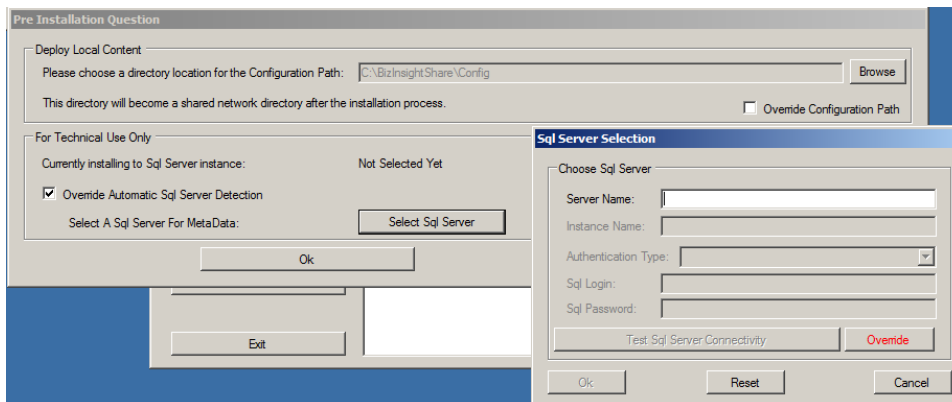 Pre Installation Question
Deploy Local Content
Please choose a directory location for the Configuration Path: C:\BizInsightShare\Config Browse
This directory will become a shared network directory after the installation process.
Override Configuration Path
For Technical Use Only
Currently installing to Sql Server instance: Not Selected Yet
Override Automatic Sql Server Detection
Select A Sql Server For MetaData: Select Sql Server
Ok
Exit
Sql Server Selection
Choose Sql Server
Server Name:
Instance Name:
Authentication Type:
Sql Login:
Sql Password:
Test Sql Server Connectivity Override
Ok Reset Cancel